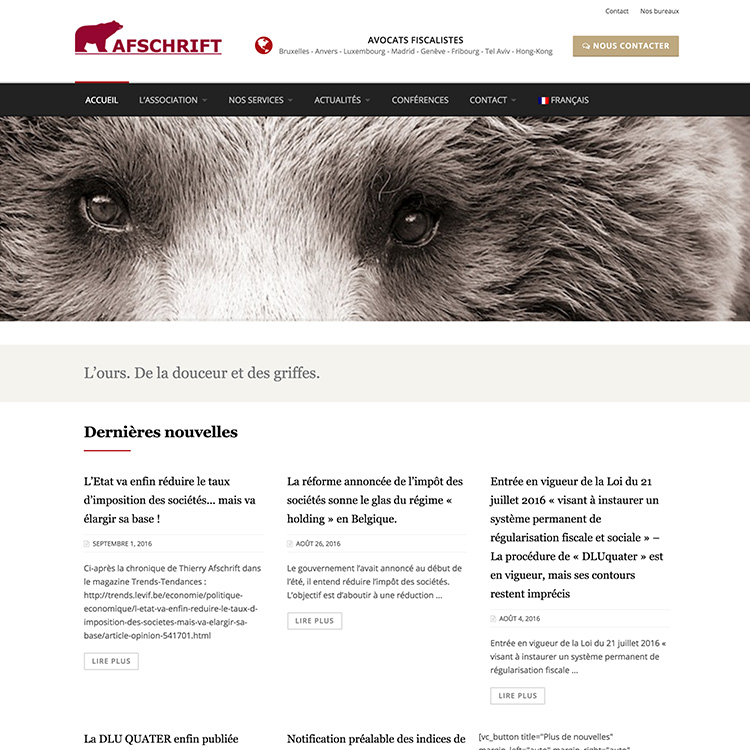 Contact Nos bureaux
AFSCHRIFT
AVOCATS FISCALISTES
Bruxelles - Anvers - Luxembourg - Madrid - Genève - Fribourg - Tel Aviv - Hong-Kong
NOUS CONTACTER
ACCUEIL L'ASSOCIATION NOS SERVICES ACTUALITÉS CONFÉRENCES CONTACT FRANÇAIS
L'ours. De la douceur et des griffes.
Dernières nouvelles
L'Etat va enfin réduire le taux
d'imposition des sociétés... mais va
élargir sa base !
SEPTEMBRE 1, 2016
Ci-après la chronique de Thierry Afschrift dans
le magazine Trends-Tendances :
http://trends.levif.be/economie/politique-
economique/l-etat-va-enfin-reduire-le-taux-d-
imposition-des-societes-mais-va-elargir-sa-
base/article-opinion-541701.html
LIRE PLUS
La réforme annoncée de l'impôt des
sociétés sonne le glas du régime «
holding » en Belgique.
AOÛT 26, 2016
Le gouvernement l'avait annoncé au début de
l'été, il entend réduire l'impôt des sociétés.
L'objectif est d'aboutir à une réduction ...
LIRE PLUS
Entrée en vigueur de la Loi du 21
juillet 2016 « visant à instaurer un
système permanent de
régularisation fiscale et sociale » –
La procédure de « DLUquater » est
en vigueur, mais ses contours
restent imprécis
AOÛT 4, 2016
Entrée en vigueur de la Loi du 21 juillet 2016 «
visant à instaurer un système permanent de
régularisation fiscale ...
LIRE PLUS
La DLU QUATER enfin publiée
Notification préalable des indices de
[vc_button title="Plus de nouvelles"
margin_left="auto" margin_right="auto"